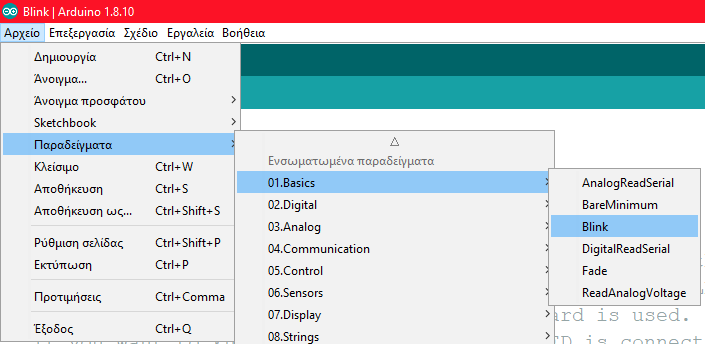 Blink | Arduino 1.8.10
Αρχείο Επεξεργασία Σχέδιο Εργαλεία Βοήθεια
Δημιουργία Ctrl+N
Άνοιγμα... Ctrl+O
Άνοιγμα προσφάτου
Sketchbook
Παραδείγματα
Κλείσιμο Ctrl+W
Αποθήκευση Ctrl+S
Αποθήκευση ως... Ctrl+Shift+S
Ρύθμιση σελίδας Ctrl+Shift+P
Εκτύπωση Ctrl+P
Προτιμήσεις Ctrl+Comma
Έξοδος Ctrl+Q
Ενσωματωμένα παραδείγματα
01.Basics
02.Digital
03.Analog
04.Communication
05.Control
06.Sensors
07.Display
08.Strings
AnalogReadSerial
BareMinimum
Blink
DigitalReadSerial
Fade
ReadAnalogVoltage
is used.
is connect